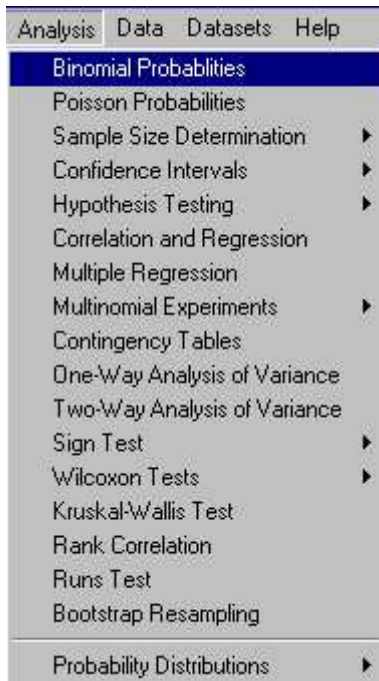 Analysis Data Datasets Help
Binomial Probablities
Poisson Probabilities
Sample Size Determination
Confidence Intervals
Hypothesis Testing
Correlation and Regression
Multiple Regression
Multinomial Experiments
Contingency Tables
One-Way Analysis of Variance
Two-Way Analysis of Variance
Sign Test
Wilcoxon Tests
Kruskal-Wallis Test
Rank Correlation
Runs Test
Bootstrap Resampling
Probability Distributions